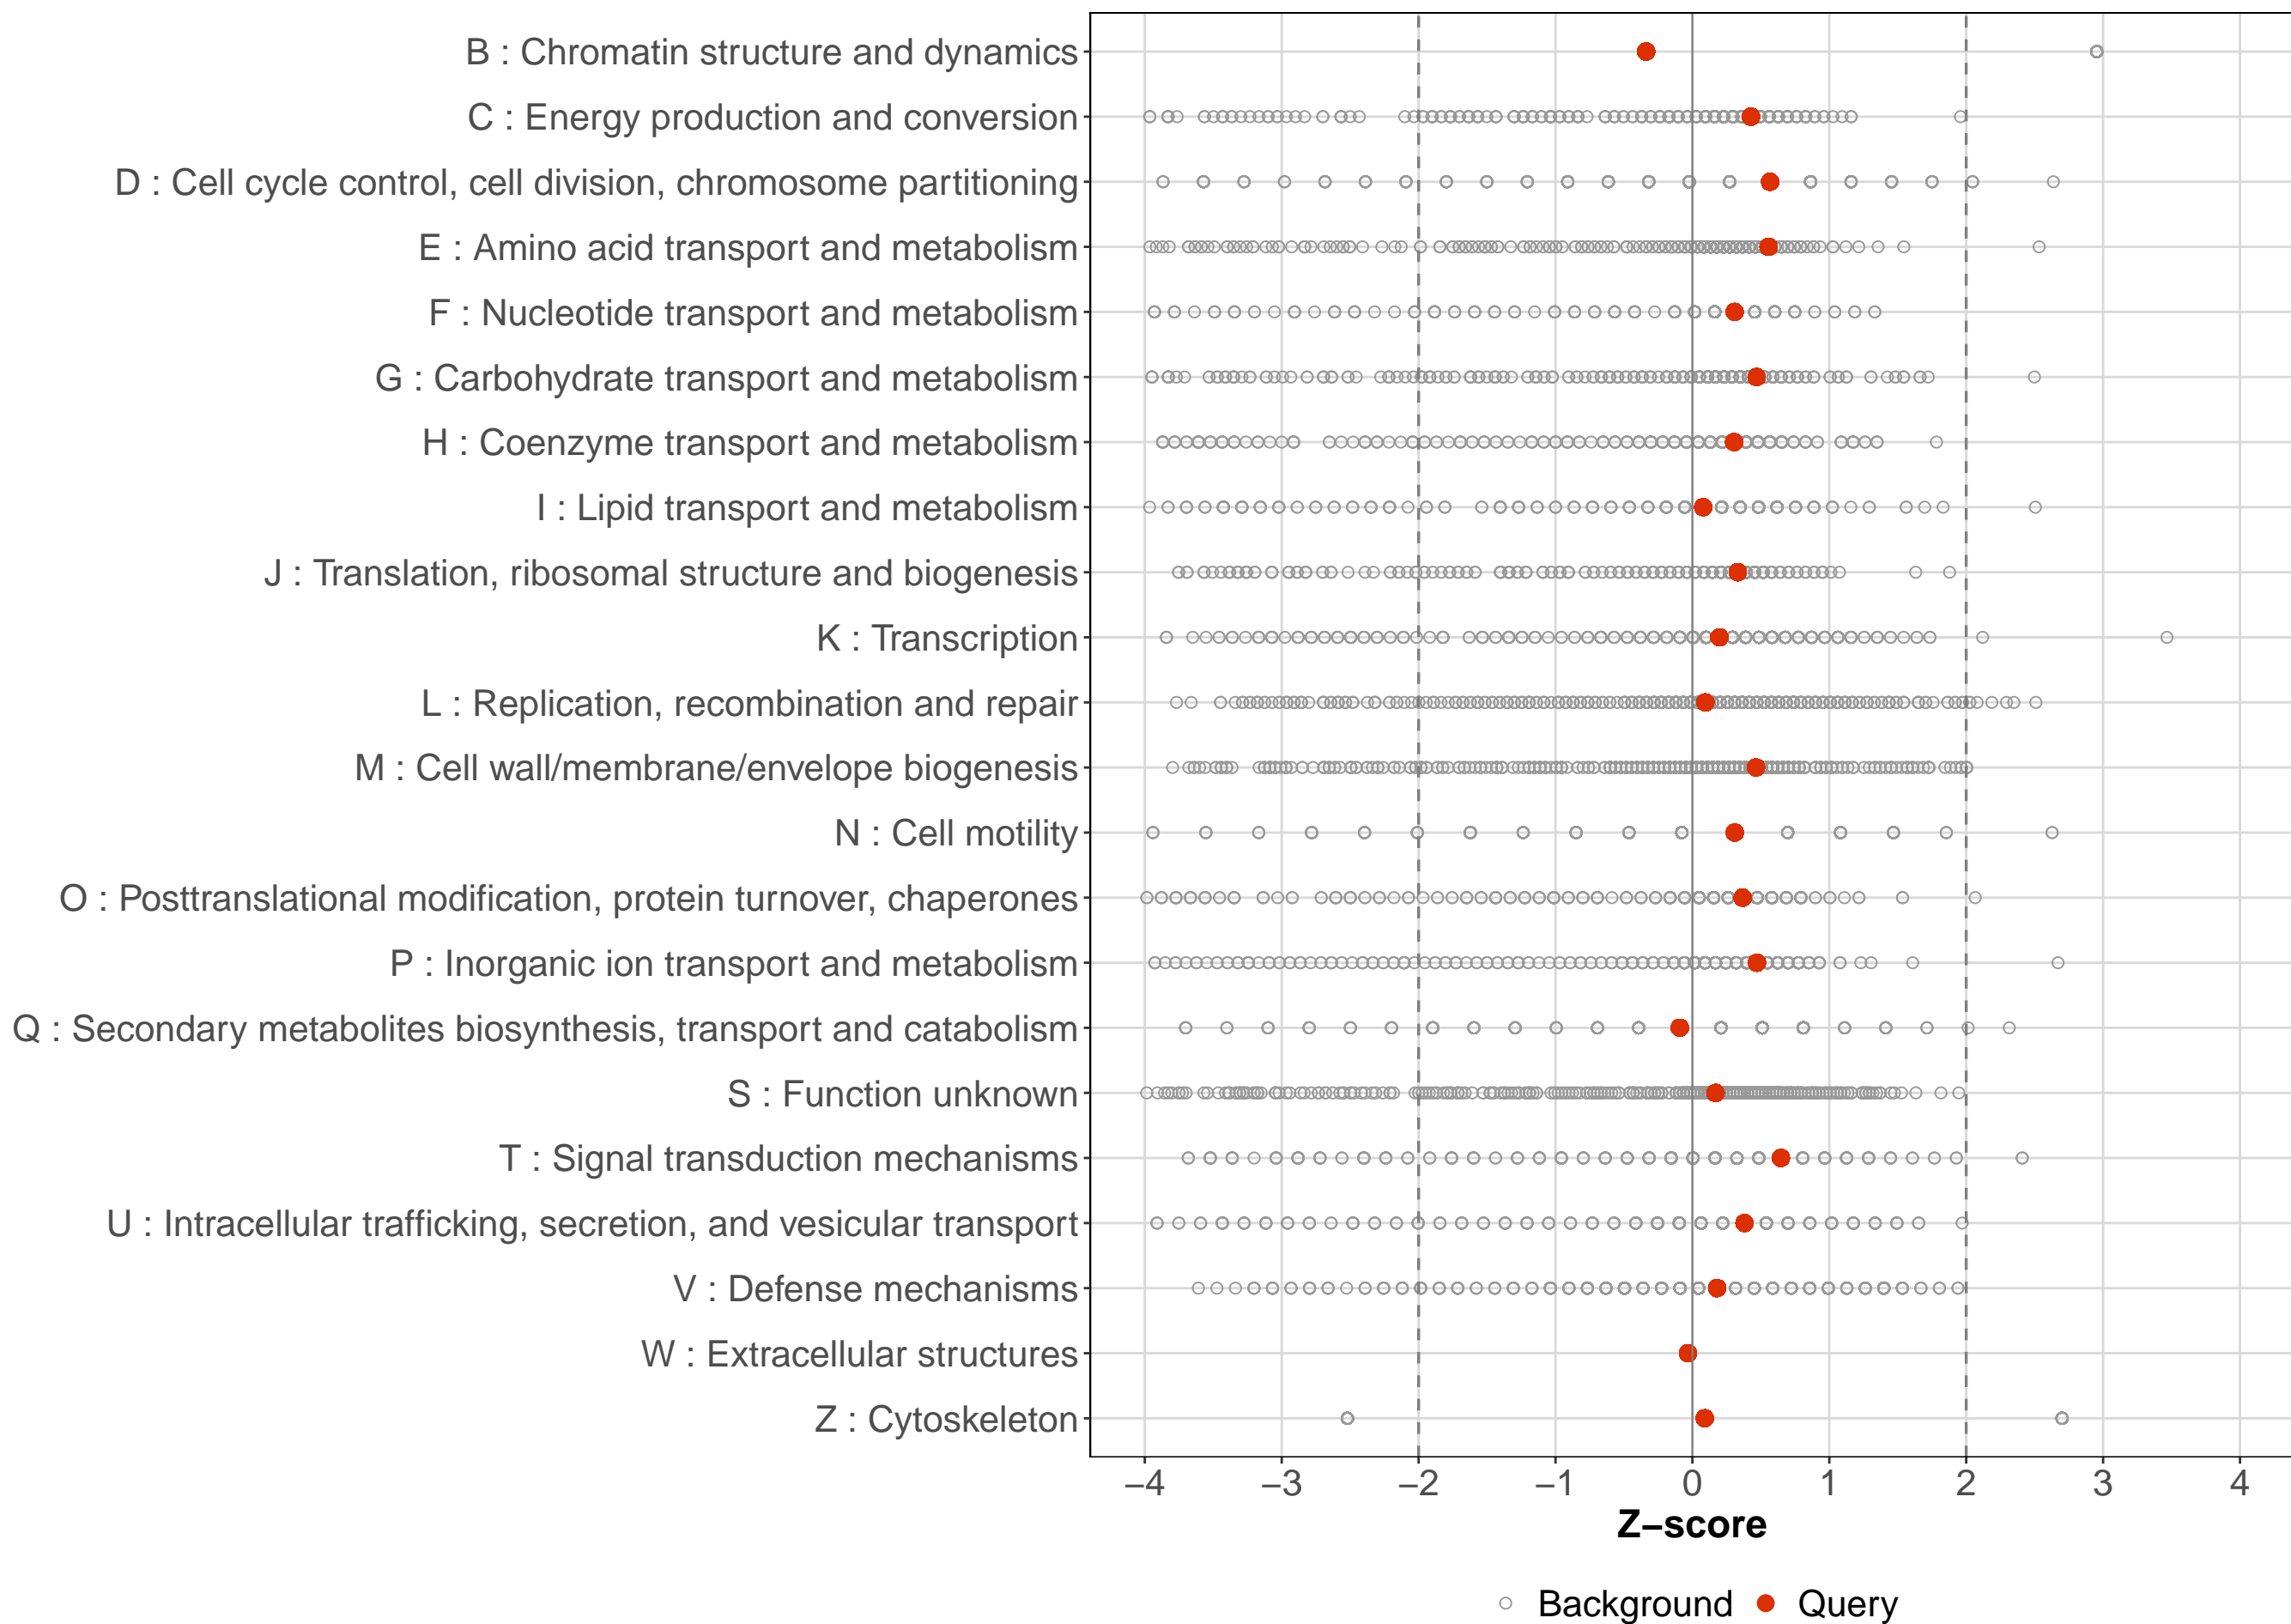 B : Chromatin structure and dynamics
C : Energy production and conversion
D : Cell cycle control, cell division, chromosome partitioning
E : Amino acid transport and metabolism
F : Nucleotide transport and metabolism
G : Carbohydrate transport and metabolism
H : Coenzyme transport and metabolism
I : Lipid transport and metabolism
J : Translation, ribosomal structure and biogenesis
K : Transcription
L : Replication, recombination and repair
M : Cell wall/membrane/envelope biogenesis
N : Cell motility
O : Posttranslational modification, protein turnover, chaperones
P : Inorganic ion transport and metabolism
Q : Secondary metabolites biosynthesis, transport and catabolism
S : Function unknown
T : Signal transduction mechanisms
U : Intracellular trafficking, secretion, and vesicular transport
V : Defense mechanisms
W : Extracellular structures
Z : Cytoskeleton
−4 −3 −2 −1 0 1 2 3 4
Z−score
Background Query